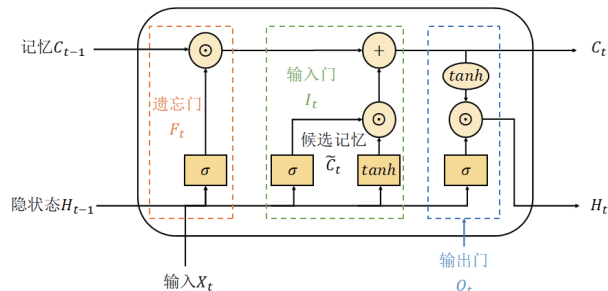 记忆C_{t-1}
⊙
+
C_t
输入门
I_t
tanh
遗忘门
F_t
⊙
⊙
候选记忆
C̃_t
σ
σ
tanh
σ
隐状态H_{t-1}
H_t
输入X_t
输出门
O_t